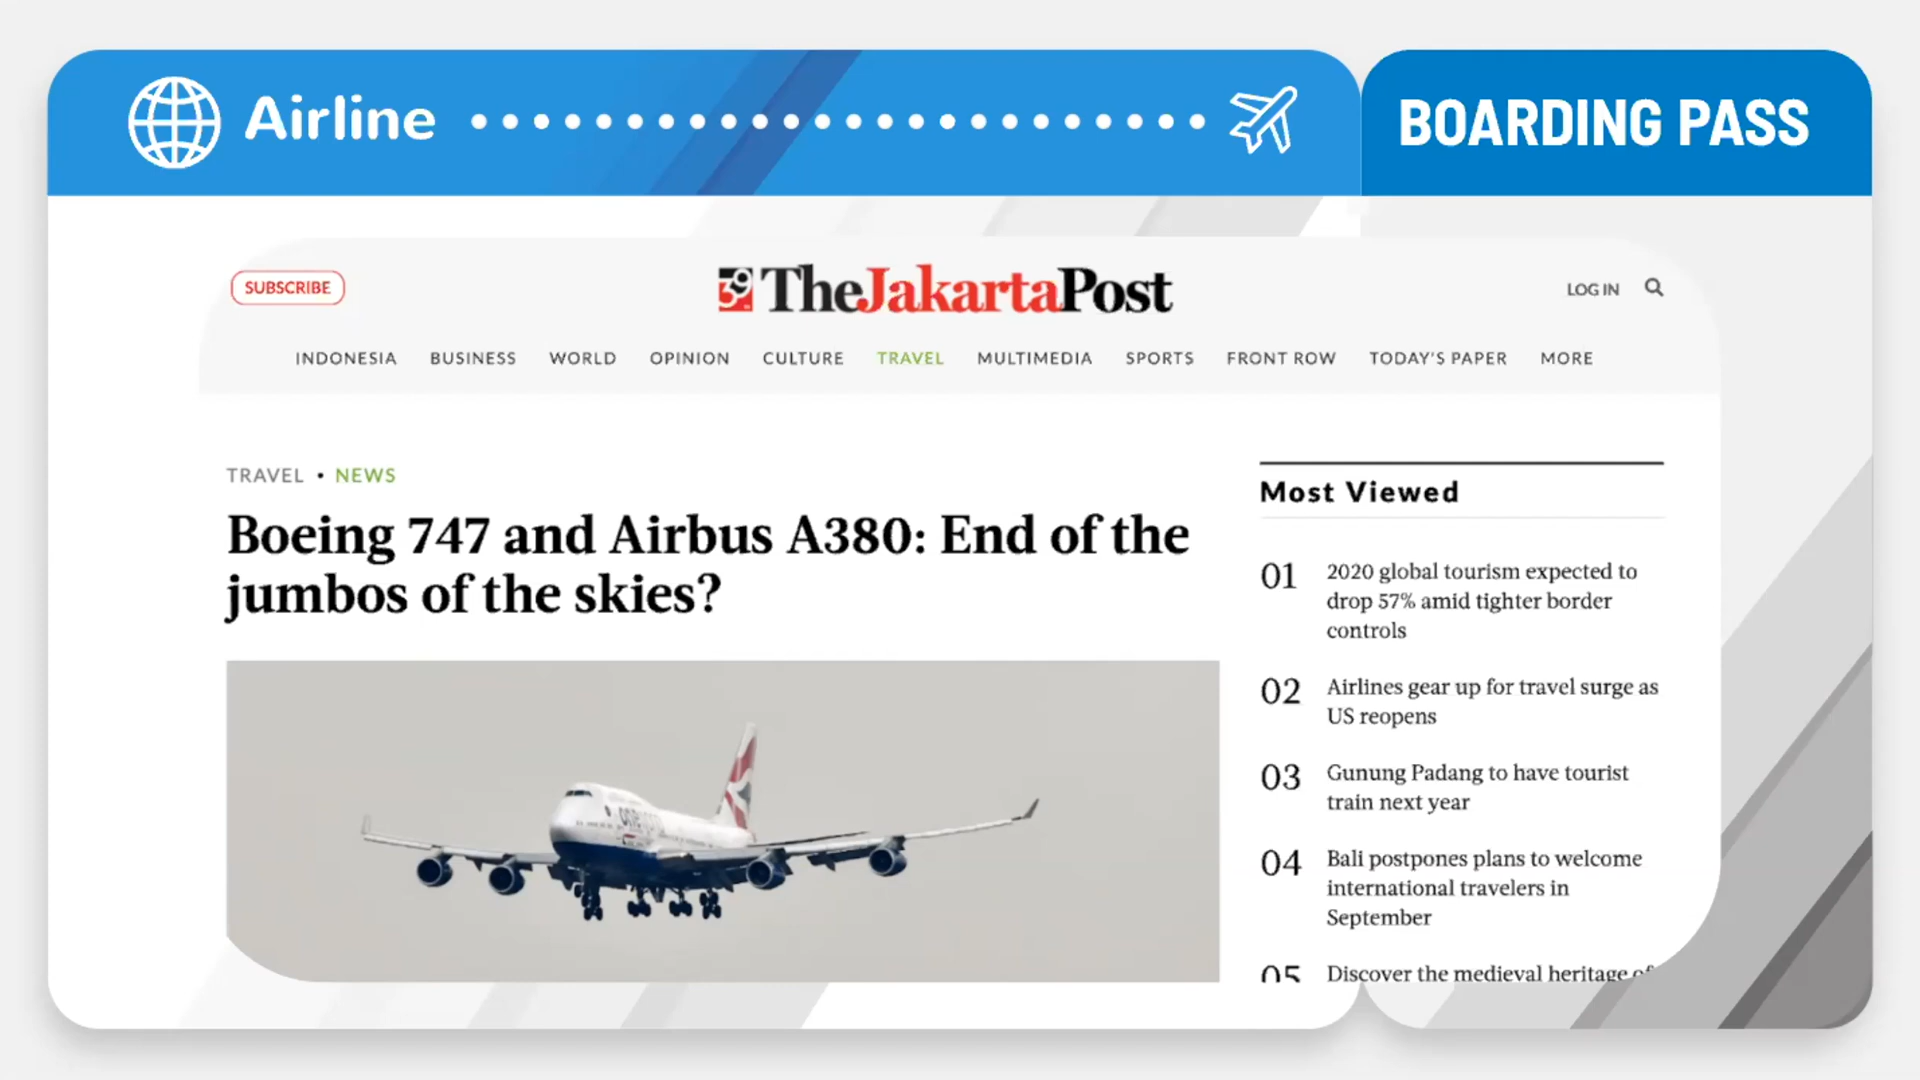 Airline
BOARDING PASS
SUBSCRIBE
39 TheJakartaPost
LOG IN
INDONESIA BUSINESS WORLD OPINION CULTURE TRAVEL MULTIMEDIA SPORTS FRONT ROW TODAY'S PAPER MORE
TRAVEL • NEWS
Boeing 747 and Airbus A380: End of the
jumbos of the skies?
Most Viewed
01 2020 global tourism expected to
drop 57% amid tighter border
controls
02 Airlines gear up for travel surge as
US reopens
03 Gunung Padang to have tourist
train next year
04 Bali postpones plans to welcome
international travelers in
September
05 Discover the medieval heritage of